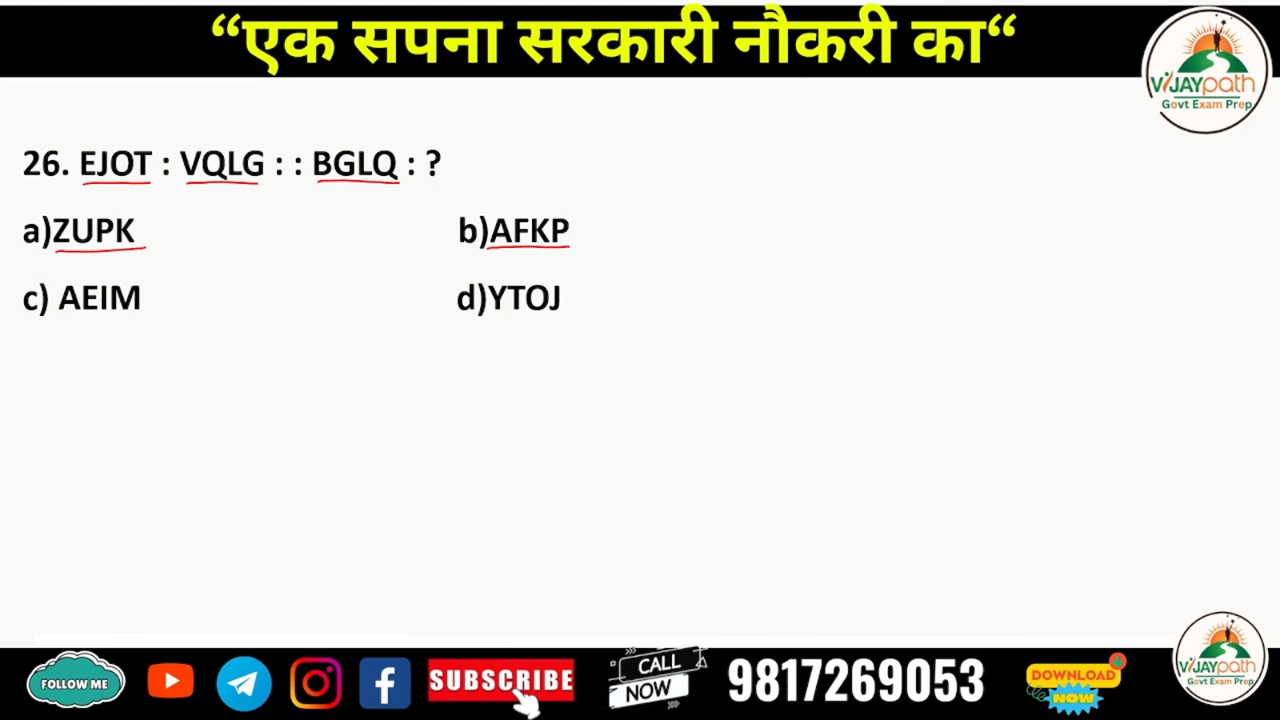 “एक सपना सरकारी नौकरी का“
VIJAYpath
Govt Exam Prep
26. EJOT : VQLG : : BGLQ : ?
a)ZUPK b)AFKP
c) AEIM d)YTOJ
FOLLOW ME
SUBSCRIBE
CALL
NOW
9817269053
DOWNLOAD
NOW
VIJAYpath
Govt Exam Prep